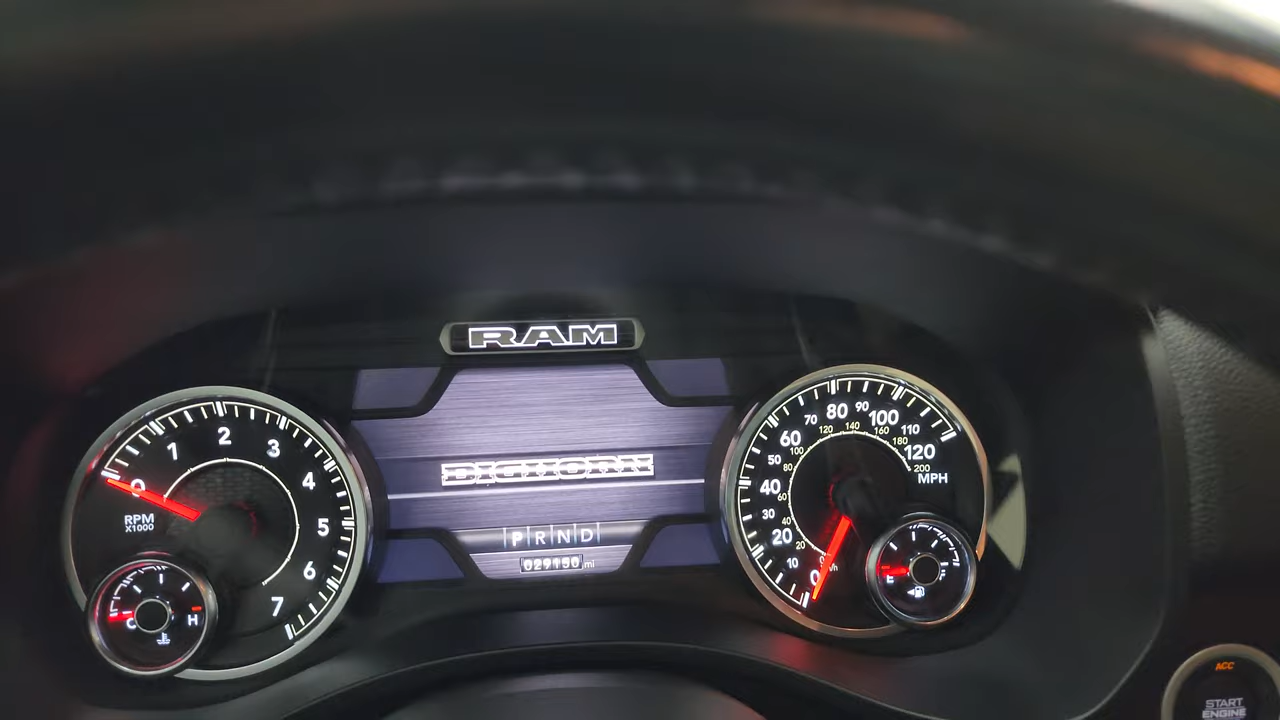 RAM
BIGHORN
PRND
029150 mi
0 1 2 3 4 5 6 7
RPM
X1000
C H
0 10 20 30 40 50 60 70 80 90 100 110 120
20 40 60 80 100 120 140 160 180 200
MPH
E
ACC
START
ENGINE